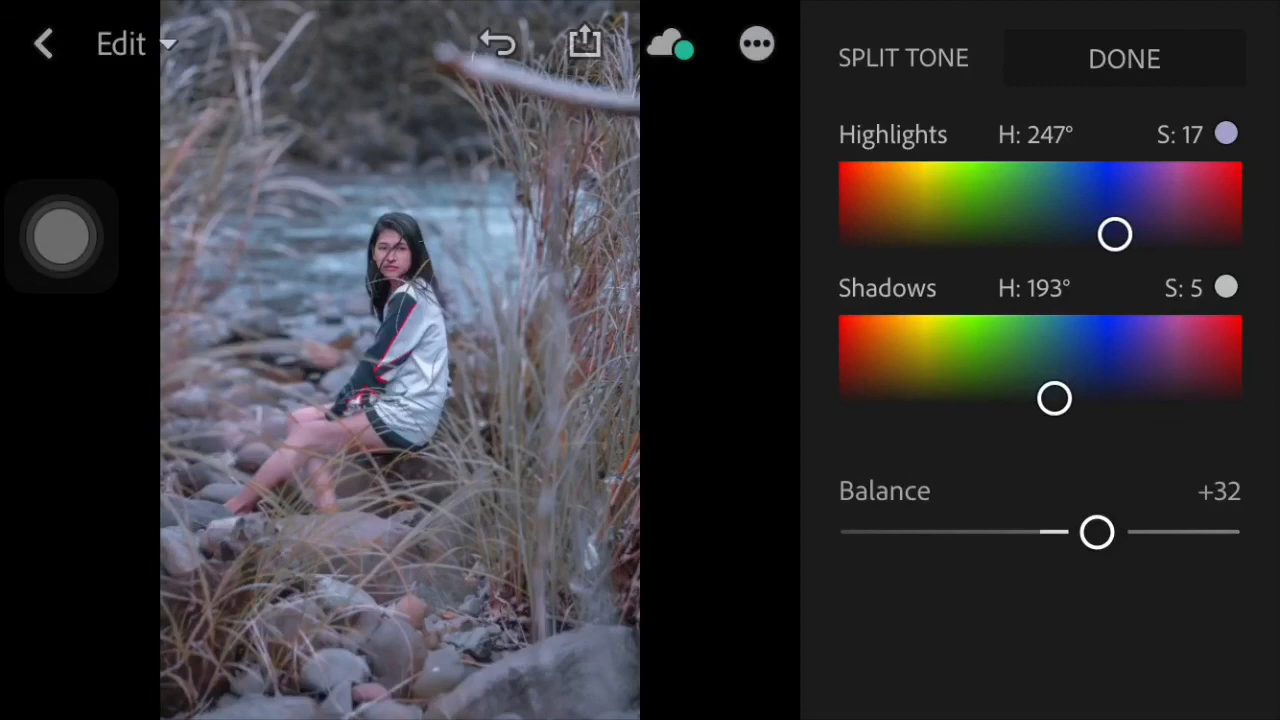 Edit
SPLIT TONE DONE
Highlights H: 247° S: 17
Shadows H: 193° S: 5
Balance +32